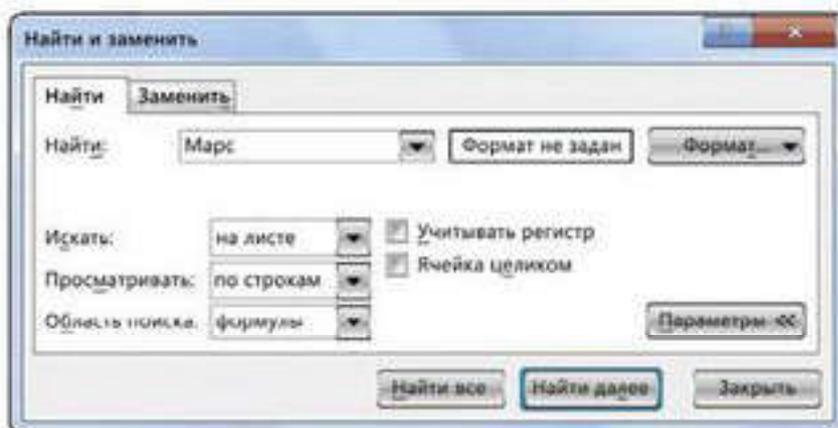 Найти и заменить
Найти Заменить
Найти: Марс Формат не задан Формат...
Искать: на листе Учитывать регистр
Просматривать: по строкам Ячейка целиком
Область поиска: формулы Параметры <<
Найти все Найти далее Закрыть